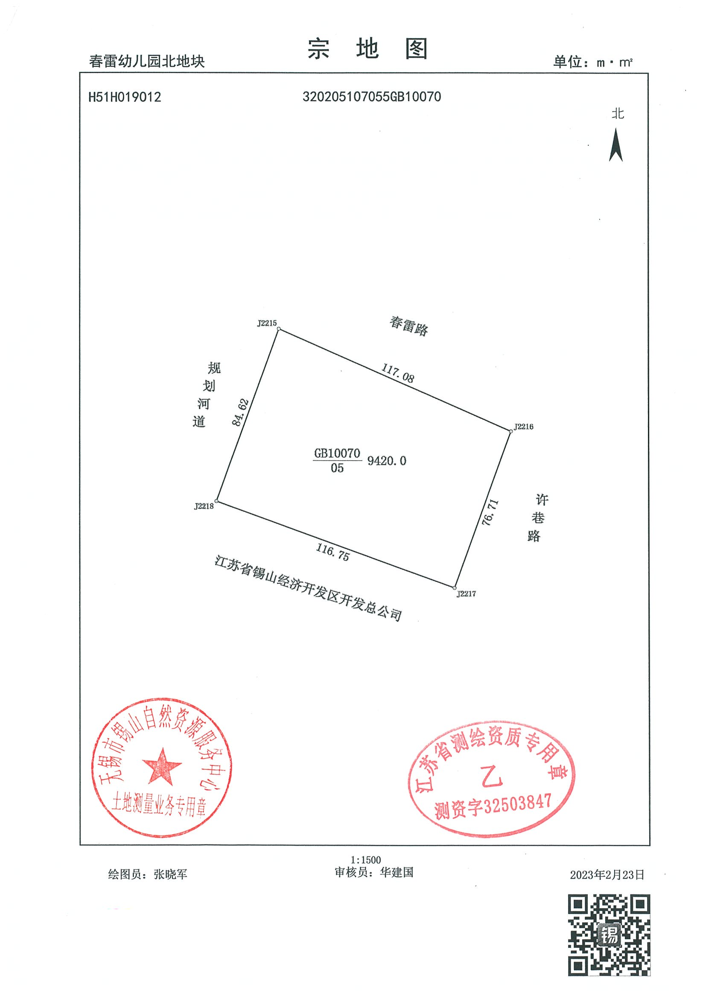 宗 地 图
春雷幼儿园北地块
单位：m·㎡
H51H019012
320205107055GB10070
北
J2215
春雷路
117.08
规划河道
84.62
J2216
GB10070
05
9420.0
许巷路
76.71
J2218
116.75
江苏省锡山经济开发区开发总公司
J2217
无锡市锡山自然资源服务中心
土地测量业务专用章
江苏省测绘资质专用章
乙
测资字32503847
1:1500
绘图员：张晓军
审核员：华建国
2023年2月23日
锡